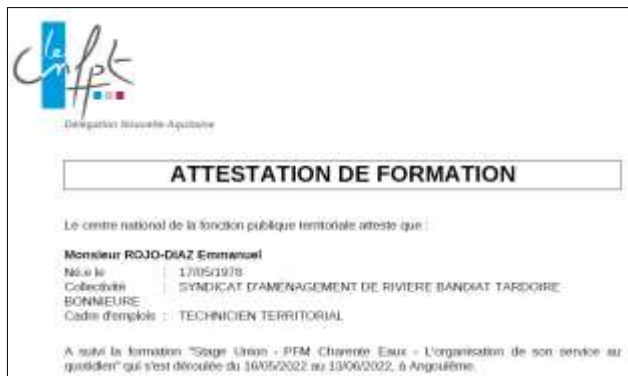 le
cnfpt
Délégation Nouvelle-Aquitaine
ATTESTATION DE FORMATION
Le centre national de la fonction publique territoriale atteste que :
Monsieur ROJO-DIAZ Emmanuel
Né.e le : 17/05/1978
Collectivité : SYNDICAT D'AMÉNAGEMENT DE RIVIERE BANDIAT TARDOIRE
BONNIEURE
Cadre d'emplois : TECHNICIEN TERRITORIAL
A suivi la formation "Stage Union - PFM Charente Eaux - L'organisation de son service au
quotidien" qui s'est déroulée du 16/05/2022 au 13/06/2022, à Angoulême.